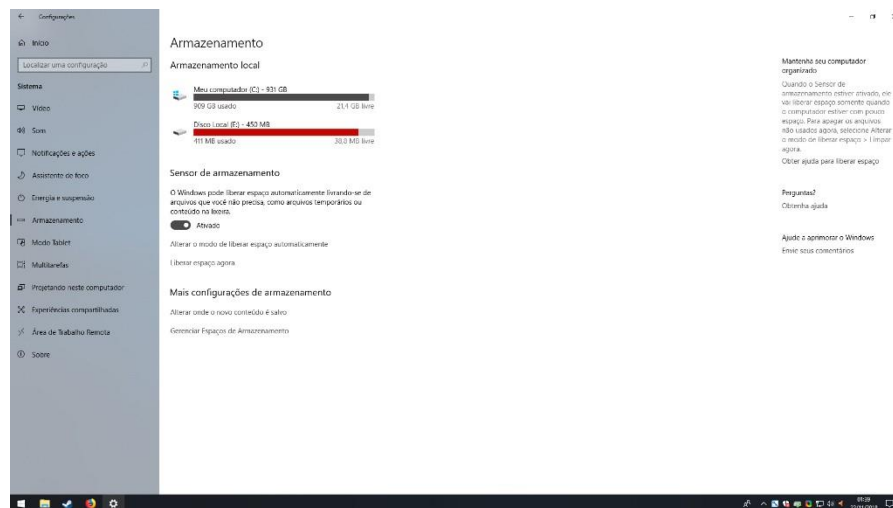 Configurações
Início
Localizar uma configuração
Sistema
Vídeo
Som
Notificações e ações
Assistente de foco
Energia e suspensão
Armazenamento
Modo Tablet
Multitarefas
Projetando neste computador
Experiências compartilhadas
Área de Trabalho Remota
Sobre
Armazenamento
Armazenamento local
Meu computador (C:) - 931 GB
909 GB usado 21,4 GB livre
Disco Local (F:) - 450 MB
411 MB usado 38,8 MB livre
Sensor de armazenamento
O Windows pode liberar espaço automaticamente livrando-se de
arquivos que você não precisa, como arquivos temporários ou
conteúdo na lixeira.
Ativado
Alterar o modo de liberar espaço automaticamente
Liberar espaço agora
Mais configurações de armazenamento
Alterar onde o novo conteúdo é salvo
Gerenciar Espaços de Armazenamento
Mantenha seu computador
organizado
Quando o Sensor de
armazenamento estiver ativado, ele
vai liberar espaço somente quando
o computador estiver com pouco
espaço. Para apagar os arquivos
não usados agora, selecione Alterar
o modo de liberar espaço > Limpar
agora.
Obter ajuda para liberar espaço
Perguntas?
Obtenha ajuda
Ajude a aprimorar o Windows
Envie seus comentários